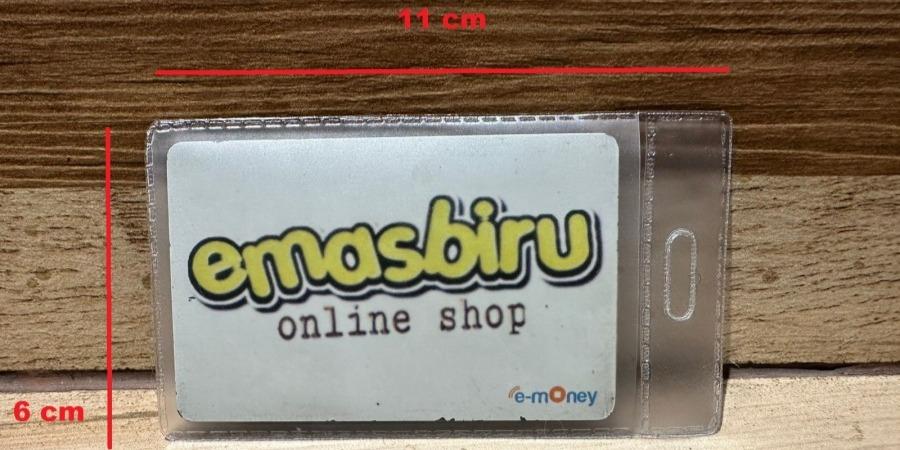 11 cm
emasbiru
online shop
e-money
6 cm